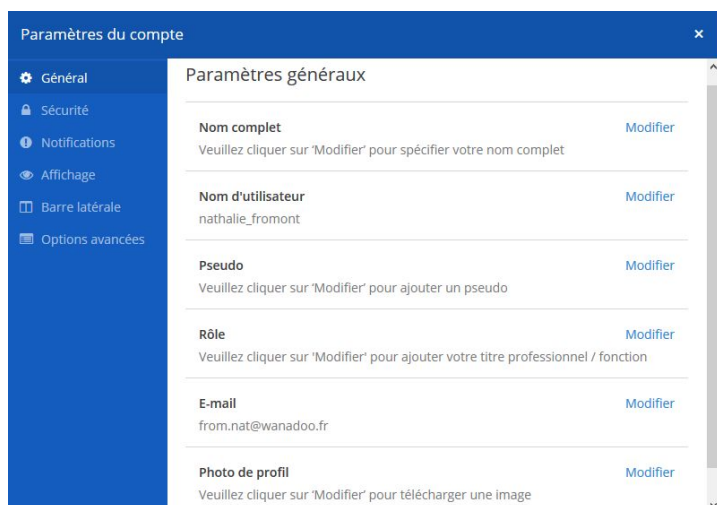 Paramètres du compte
×
Général
Sécurité
Notifications
Affichage
Barre latérale
Options avancées
Paramètres généraux
Nom complet Modifier
Veuillez cliquer sur ‘Modifier’ pour spécifier votre nom complet
Nom d'utilisateur Modifier
nathalie_fromont
Pseudo Modifier
Veuillez cliquer sur ‘Modifier’ pour ajouter un pseudo
Rôle Modifier
Veuillez cliquer sur 'Modifier' pour ajouter votre titre professionnel / fonction
E-mail Modifier
from.nat@wanadoo.fr
Photo de profil Modifier
Veuillez cliquer sur ‘Modifier’ pour télécharger une image